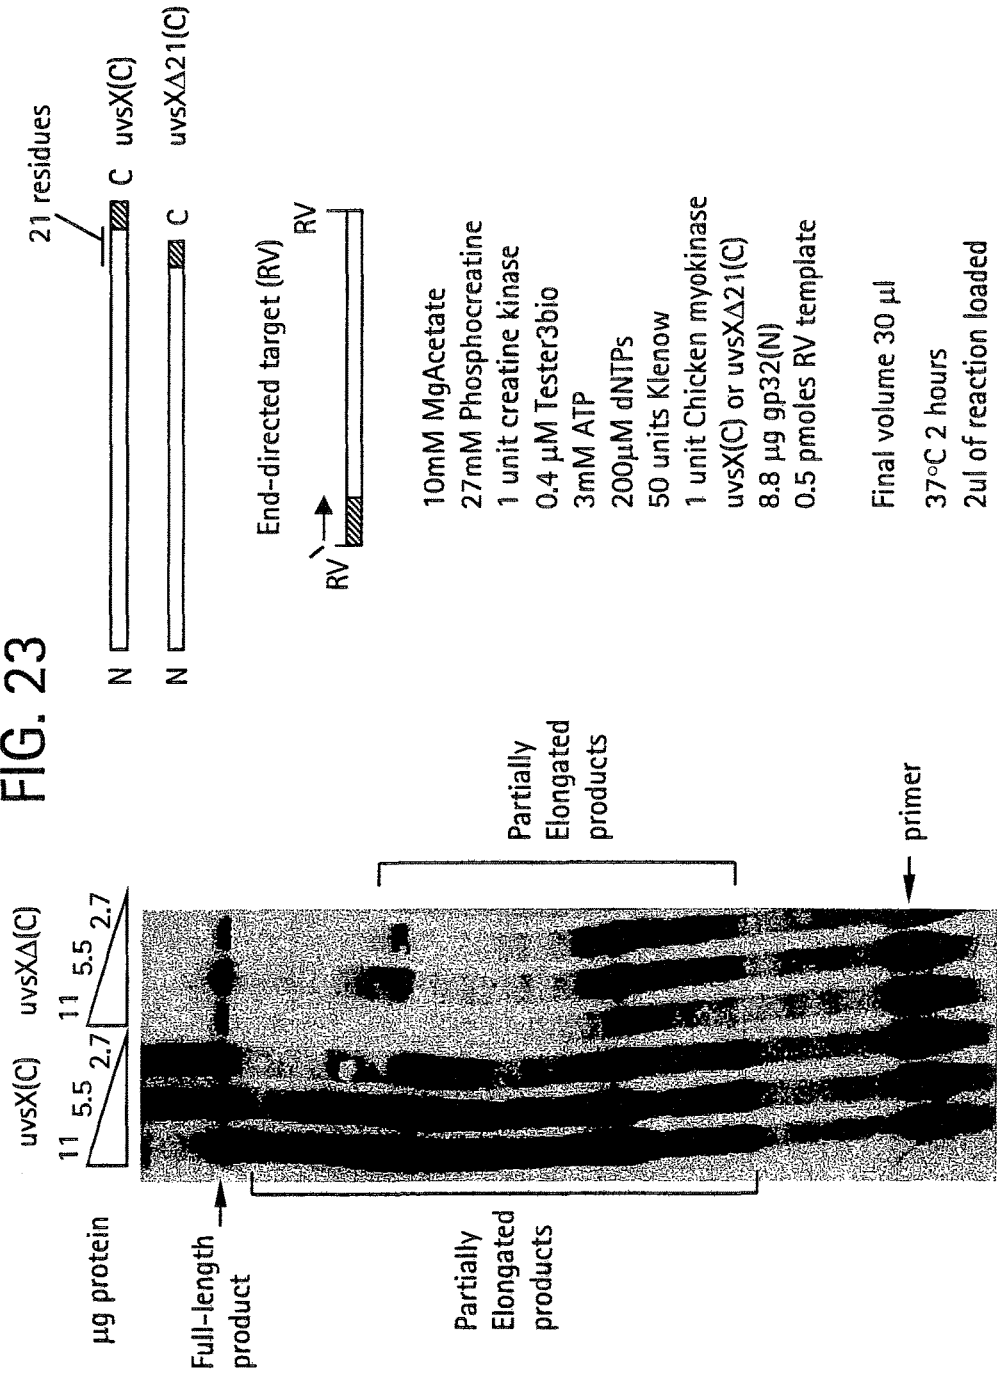 FIG. 23
µg protein
uvsX(C)
uvsXΔ(C)
11 5.5 2.7
11 5.5 2.7
Full-length
product
Partially
Elongated
products
Partially
Elongated
products
primer
21 residues
N
C uvsX(C)
N
C uvsXΔ21(C)
End-directed target (RV)
RV
RV
10mM MgAcetate
27mM Phosphocreatine
1 unit creatine kinase
0.4 µM Tester3bio
3mM ATP
200µM dNTPs
50 units Klenow
1 unit Chicken myokinase
uvsX(C) or uvsXΔ21(C)
8.8 µg gp32(N)
0.5 pmoles RV template
Final volume 30 µl
37°C 2 hours
2ul of reaction loaded